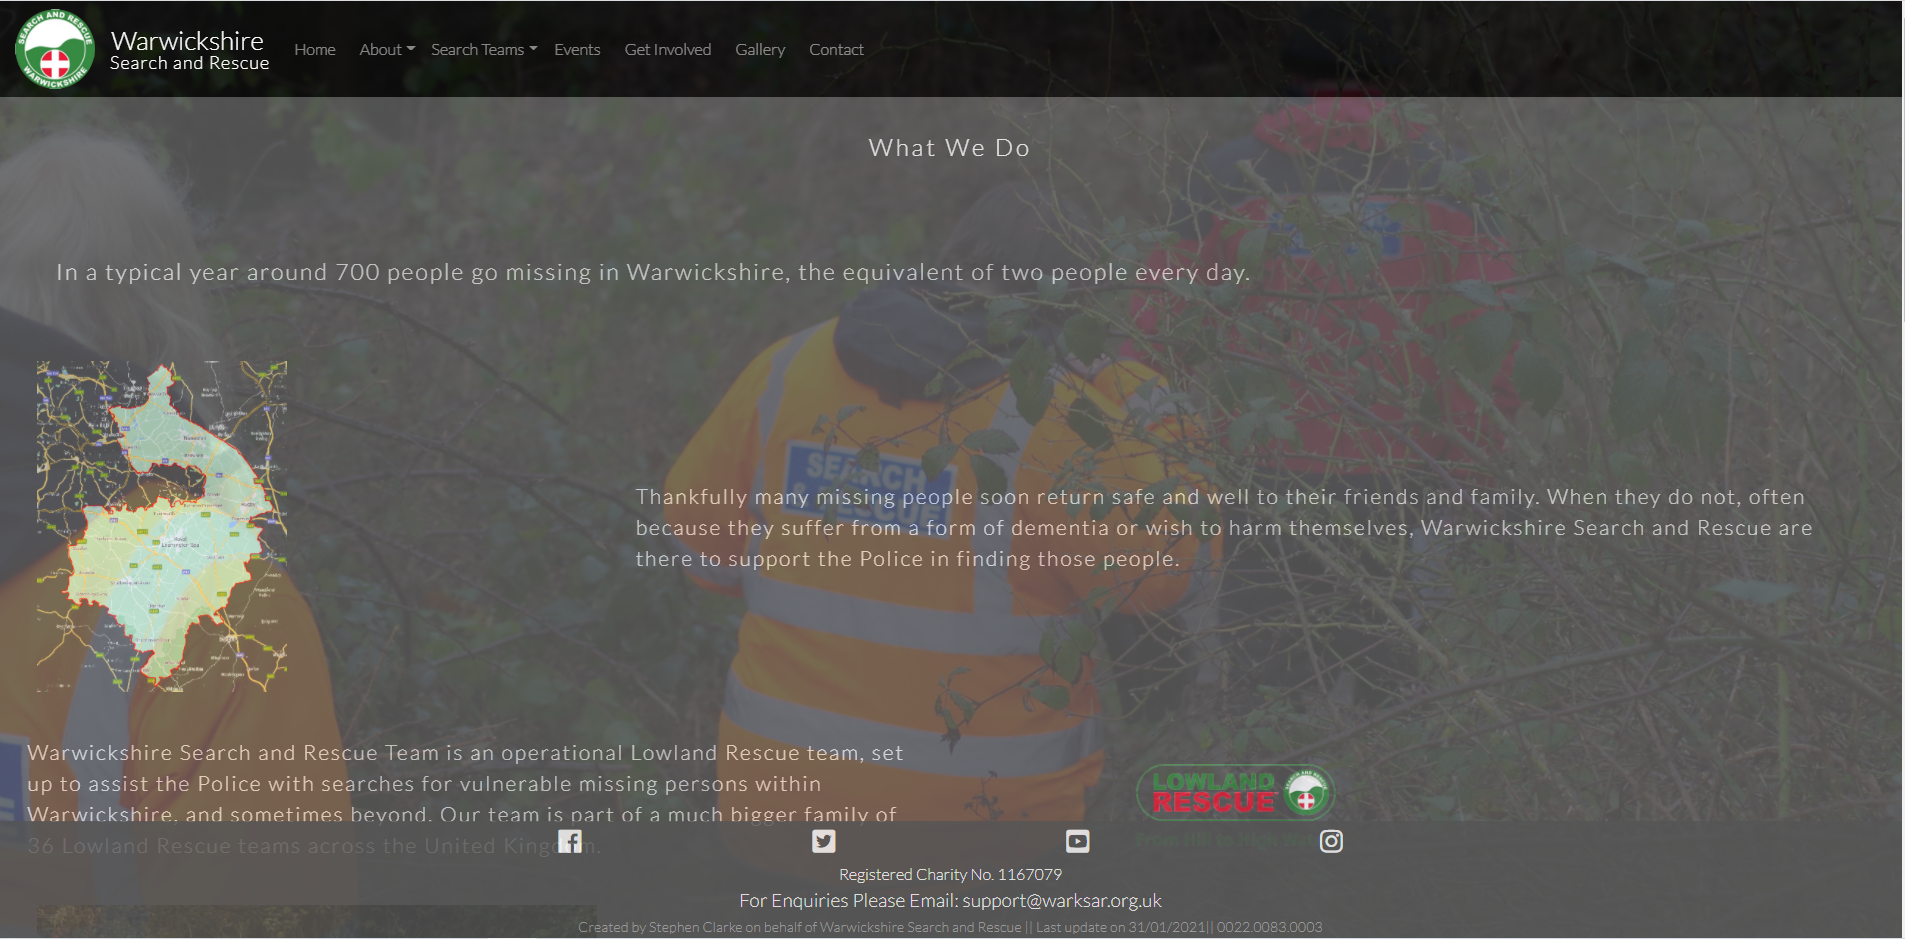 SEARCH AND RESCUE
WARWICKSHIRE
Warwickshire
Search and Rescue
Home About Search Teams Events Get Involved Gallery Contact
What We Do
In a typical year around 700 people go missing in Warwickshire, the equivalent of two people every day.
SEARCH
& RESCUE
Thankfully many missing people soon return safe and well to their friends and family. When they do not, often
because they suffer from a form of dementia or wish to harm themselves, Warwickshire Search and Rescue are
there to support the Police in finding those people.
Warwickshire Search and Rescue Team is an operational Lowland Rescue team, set
up to assist the Police with searches for vulnerable missing persons within
Warwickshire, and sometimes beyond. Our team is part of a much bigger family of
36 Lowland Rescue teams across the United Kingdom.
LOWLAND
RESCUE
Registered Charity No. 1167079
For Enquiries Please Email: support@warksar.org.uk
Created by Stephen Clarke on behalf of Warwickshire Search and Rescue || Last update on 31/01/2021|| 0022.0083.0003